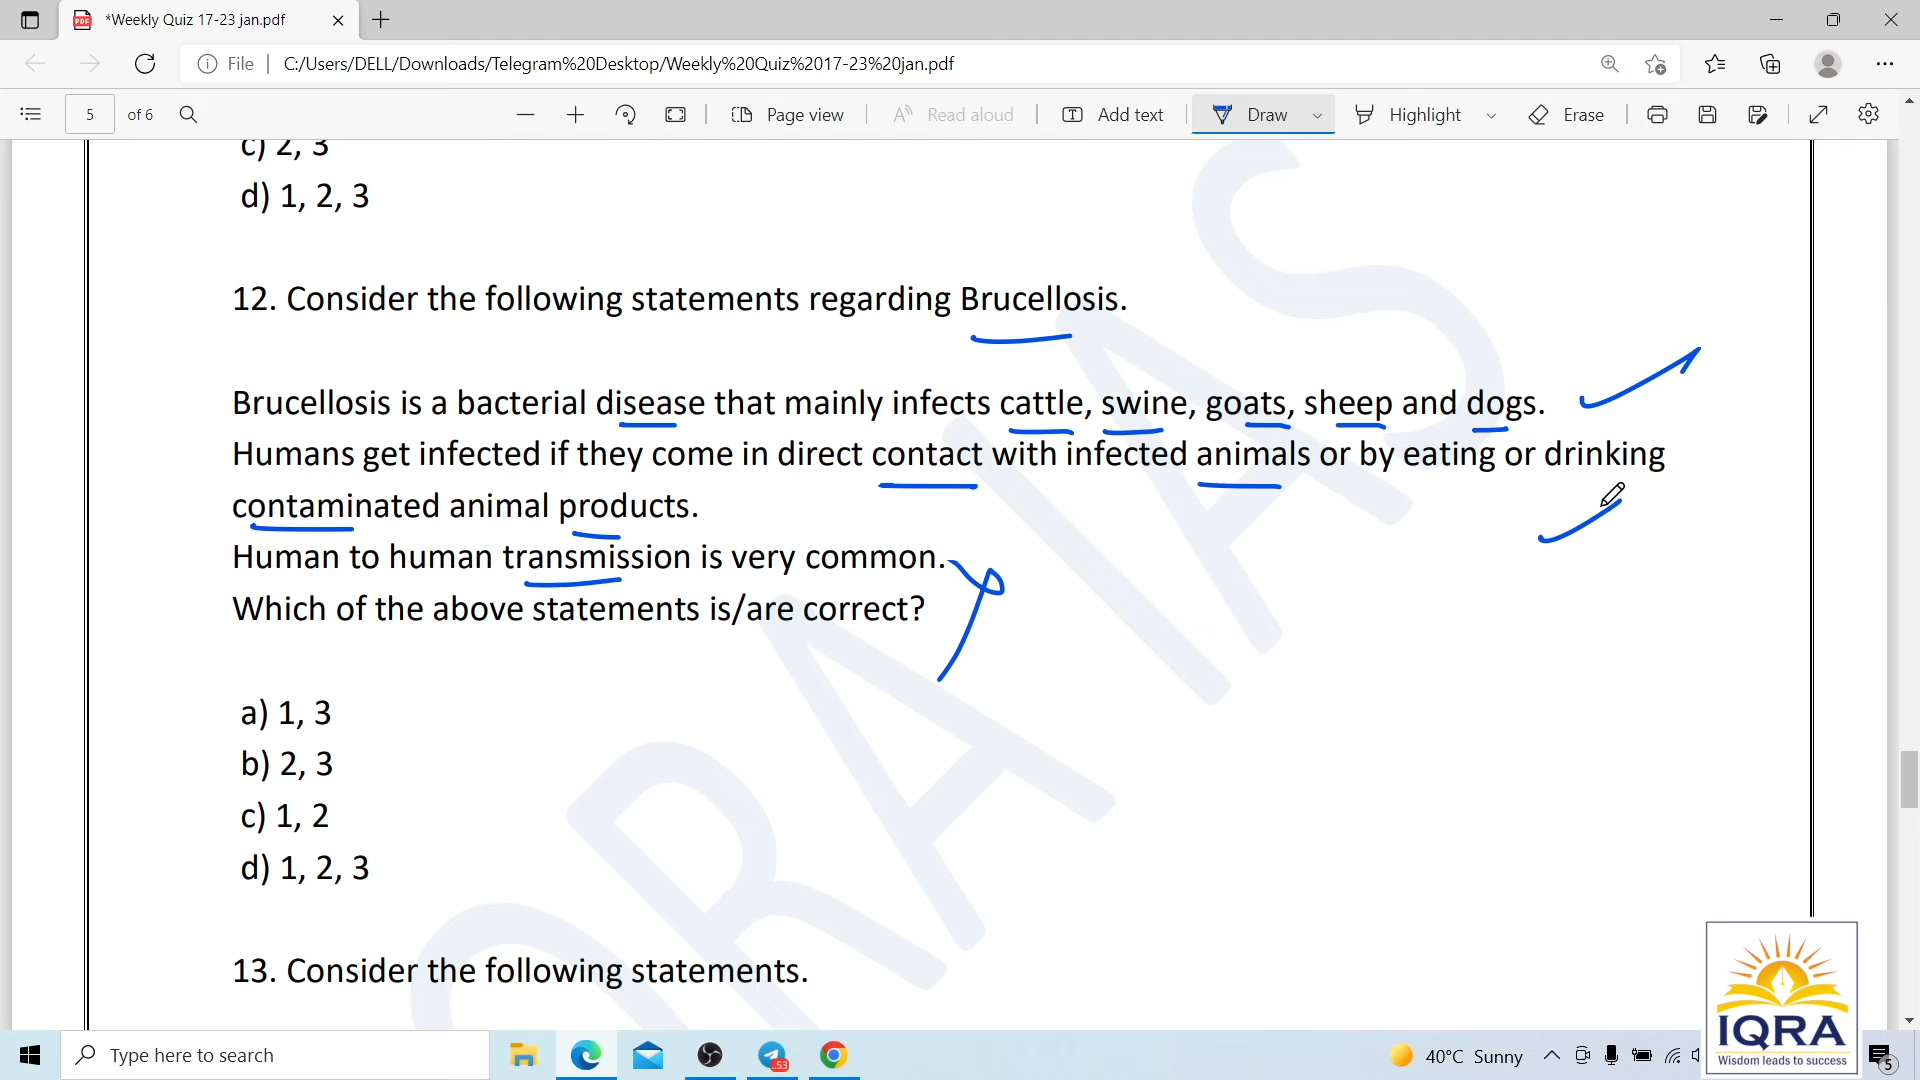 *Weekly Quiz 17-23 jan.pdf
File C:/Users/DELL/Downloads/Telegram%20Desktop/Weekly%20Quiz%2017-23%20jan.pdf
5 of 6 Page view Read aloud Add text Draw Highlight Erase
c) 2, 3
d) 1, 2, 3
12. Consider the following statements regarding Brucellosis.
Brucellosis is a bacterial disease that mainly infects cattle, swine, goats, sheep and dogs.
Humans get infected if they come in direct contact with infected animals or by eating or drinking
contaminated animal products.
Human to human transmission is very common.
Which of the above statements is/are correct?
a) 1, 3
b) 2, 3
c) 1, 2
d) 1, 2, 3
13. Consider the following statements.
IQRA IAS
IQRA
Wisdom leads to success
Type here to search
53
40°C Sunny
5